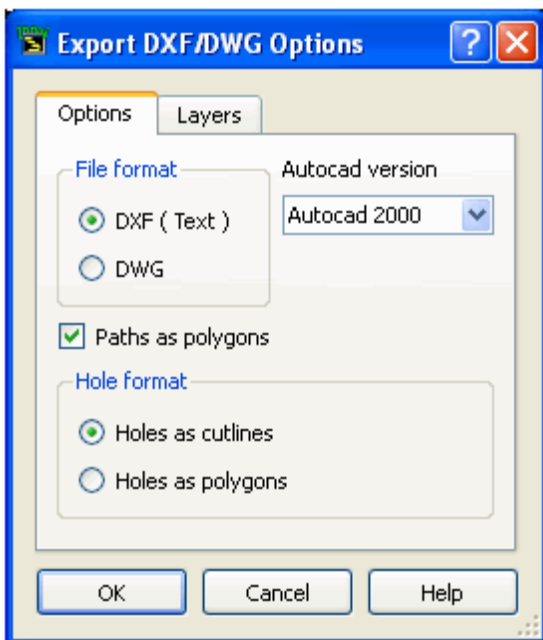 Export DXF/DWG Options
Options
Layers
File format
DXF ( Text )
DWG
Autocad version
Autocad 2000
Paths as polygons
Hole format
Holes as cutlines
Holes as polygons
OK
Cancel
Help